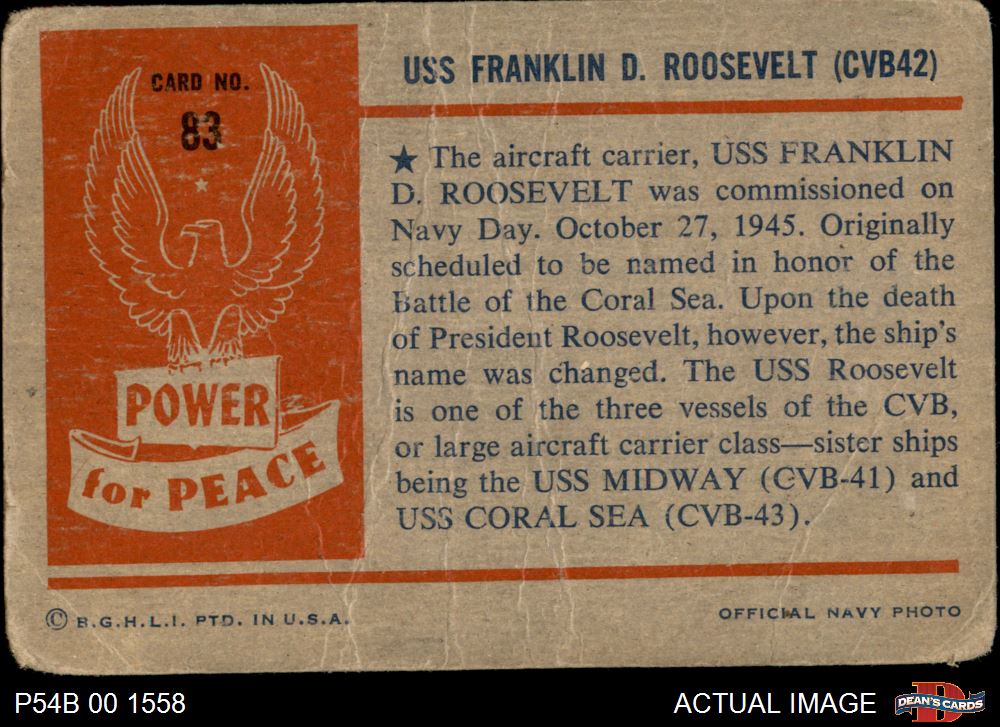 CARD NO.
83
POWER
for PEACE
USS FRANKLIN D. ROOSEVELT (CVB42)
★ The aircraft carrier, USS FRANKLIN
D. ROOSEVELT was commissioned on
Navy Day. October 27, 1945. Originally
scheduled to be named in honor of the
Battle of the Coral Sea. Upon the death
of President Roosevelt, however, the ship's
name was changed. The USS Roosevelt
is one of the three vessels of the CVB,
or large aircraft carrier class—sister ships
being the USS MIDWAY (CVB-41) and
USS CORAL SEA (CVB-43).
© B.G.H.L.I. PTD. IN U.S.A.
OFFICIAL NAVY PHOTO
P54B 00 1558
ACTUAL IMAGE
DEAN'S CARDS